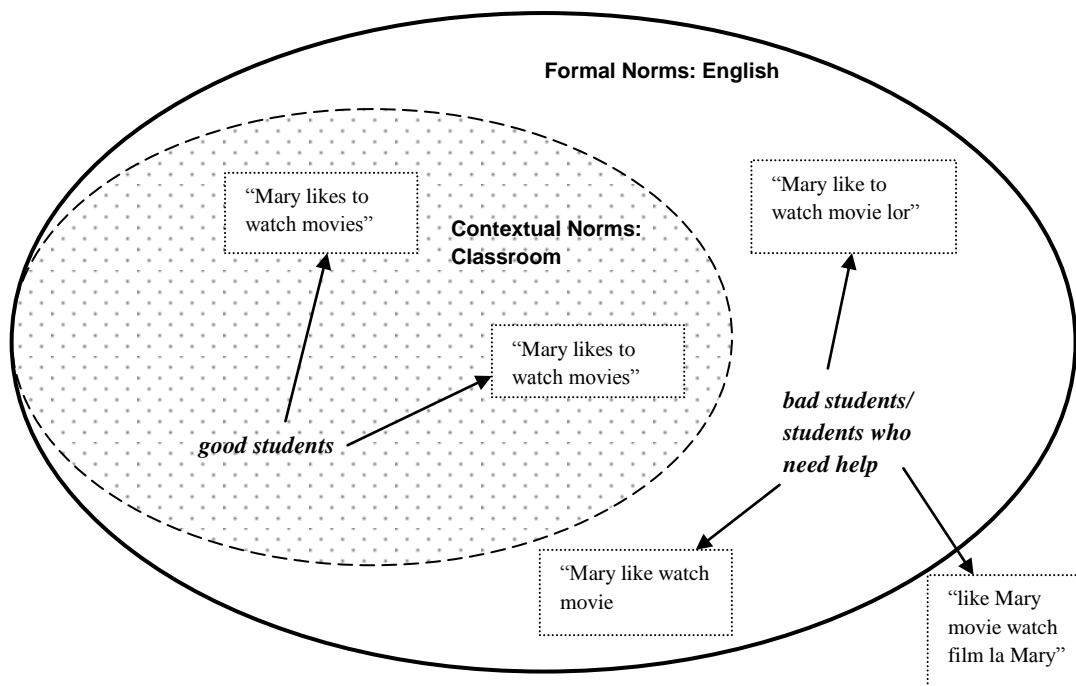 Formal Norms: English
“Mary likes to
watch movies”
Contextual Norms:
Classroom
“Mary like to
watch movie lor”
“Mary likes to
watch movies”
good students
bad students/
students who
need help
“Mary like watch
movie
“like Mary
movie watch
film la Mary”